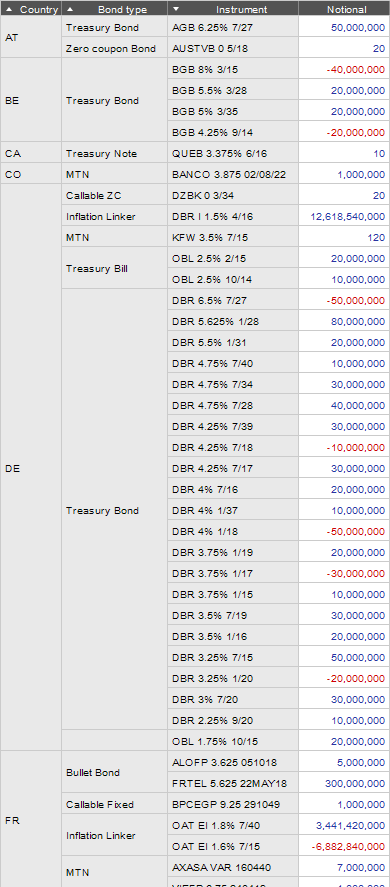 Country Bond type Instrument Notional
AT Treasury Bond AGB 6.25% 7/27 50,000,000
Zero coupon Bond AUSTVB 0 5/18 20
BE Treasury Bond BGB 8% 3/15 -40,000,000
BGB 5.5% 3/28 20,000,000
BGB 5% 3/35 20,000,000
BGB 4.25% 9/14 -20,000,000
CA Treasury Note QUEB 3.375% 6/16 10
CO MTN BANCO 3.875 02/08/22 1,000,000
DE Callable ZC DZBK 0 3/34 20
Inflation Linker DBR I 1.5% 4/16 12,618,540,000
MTN KFW 3.5% 7/15 120
Treasury Bill OBL 2.5% 2/15 20,000,000
OBL 2.5% 10/14 10,000,000
Treasury Bond DBR 6.5% 7/27 -50,000,000
DBR 5.625% 1/28 80,000,000
DBR 5.5% 1/31 20,000,000
DBR 4.75% 7/40 10,000,000
DBR 4.75% 7/34 30,000,000
DBR 4.75% 7/28 40,000,000
DBR 4.25% 7/39 30,000,000
DBR 4.25% 7/18 -10,000,000
DBR 4.25% 7/17 30,000,000
DBR 4% 7/16 20,000,000
DBR 4% 1/37 10,000,000
DBR 4% 1/18 -50,000,000
DBR 3.75% 1/19 20,000,000
DBR 3.75% 1/17 -30,000,000
DBR 3.75% 1/15 10,000,000
DBR 3.5% 7/19 30,000,000
DBR 3.5% 1/16 20,000,000
DBR 3.25% 7/15 50,000,000
DBR 3.25% 1/20 -20,000,000
DBR 3% 7/20 30,000,000
DBR 2.25% 9/20 10,000,000
OBL 1.75% 10/15 20,000,000
FR Bullet Bond ALOFP 3.625 051018 5,000,000
FRTEL 5.625 22MAY18 300,000,000
Callable Fixed BPCEGP 9.25 291049 1,000,000
Inflation Linker OAT EI 1.8% 7/40 3,441,420,000
OAT EI 1.6% 7/15 -6,882,840,000
MTN AXASA VAR 160440 7,000,000